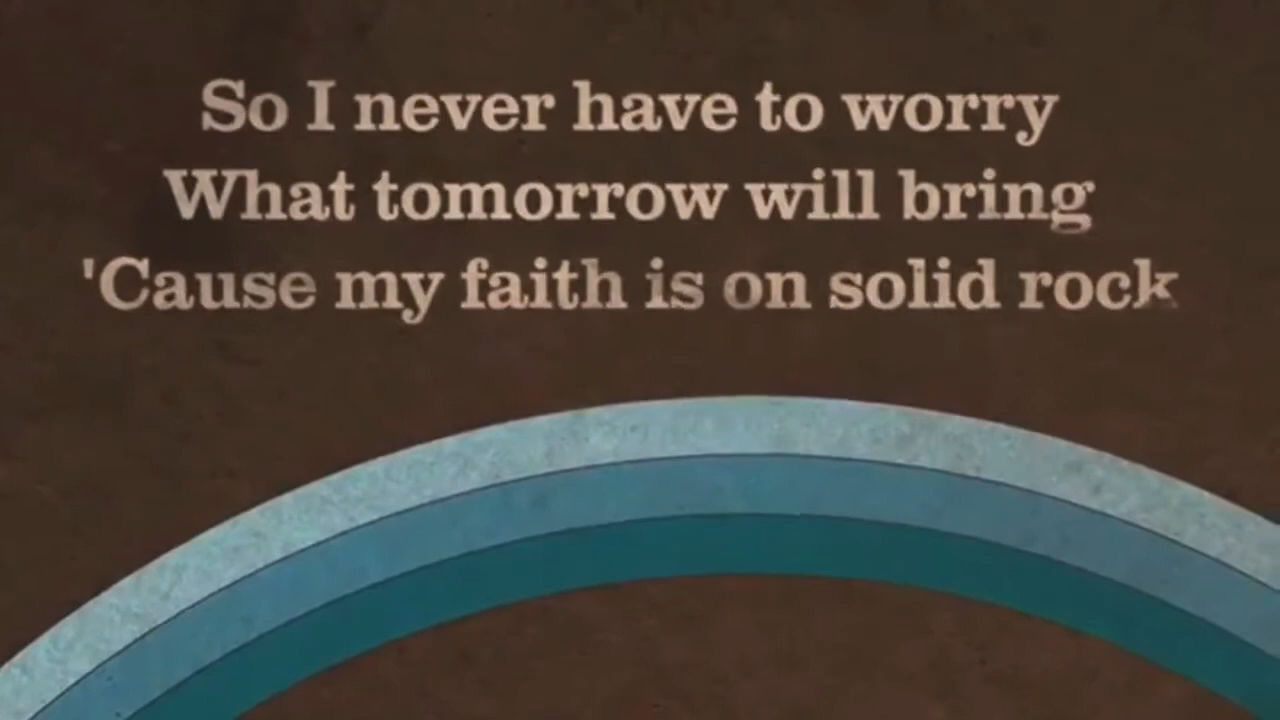 So I never have to worry
What tomorrow will bring
'Cause my faith is on solid rock